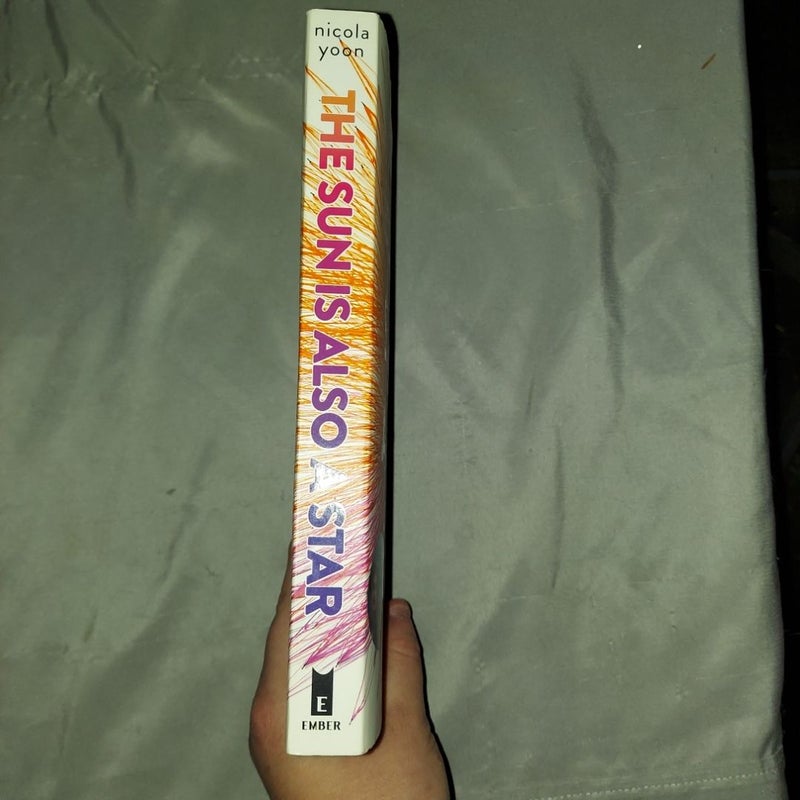 nicola
yoon
THE SUN IS ALSO A STAR
E
EMBER